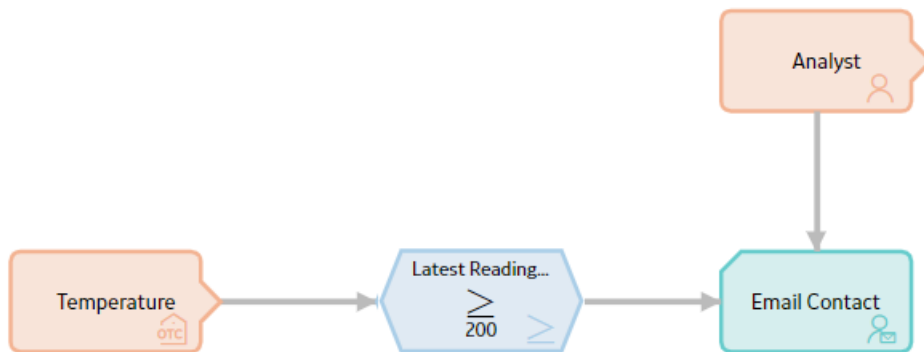 Analyst
Temperature
OTC
Latest Reading...
≥
200
≥
Email Contact